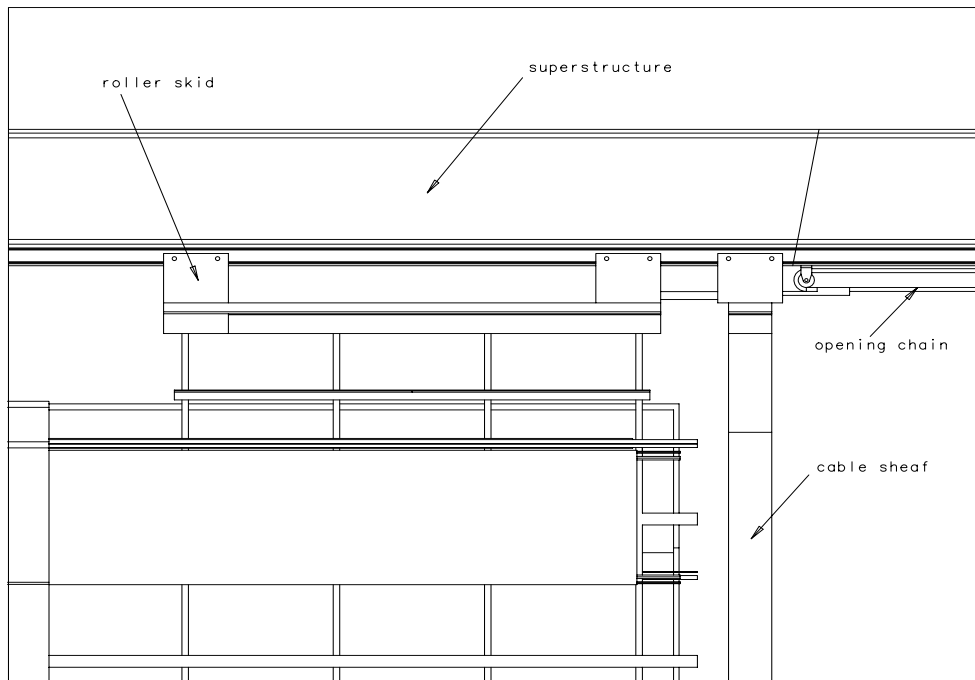 superstructure
roller skid
opening chain
cable sheaf